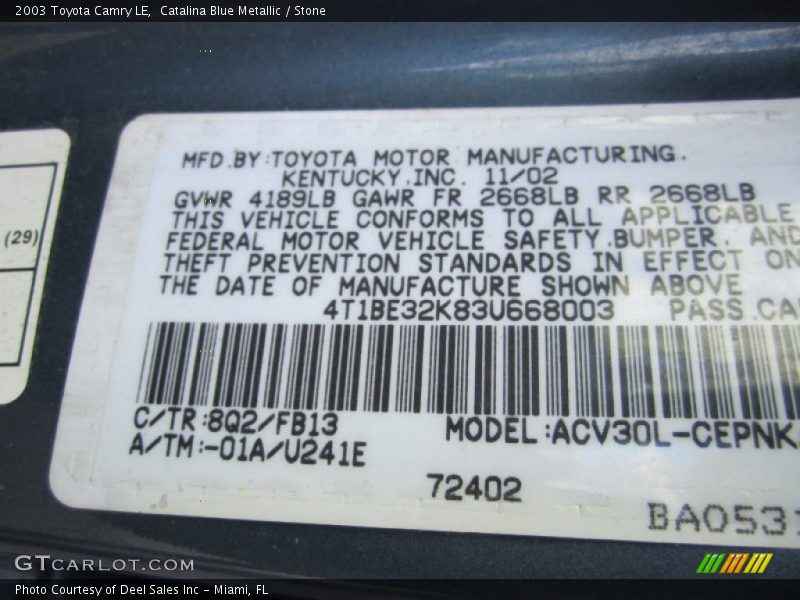 2003 Toyota Camry LE,  Catalina Blue Metallic / Stone
(29)
MFD.BY:TOYOTA MOTOR MANUFACTURING.
KENTUCKY.INC. 11/02
GVWR 4189LB GAWR FR 2668LB RR 2668LB
THIS VEHICLE CONFORMS TO ALL APPLICABLE
FEDERAL MOTOR VEHICLE SAFETY.BUMPER. AND
THEFT PREVENTION STANDARDS IN EFFECT ON
THE DATE OF MANUFACTURE SHOWN ABOVE
4T1BE32K83U668003 PASS.CA
C/TR:8Q2/FB13
MODEL:ACV30L-CEPNK
A/TM:-01A/U241E
72402
BA053
GTCARLOT.COM
Photo Courtesy of Deel Sales Inc - Miami, FL